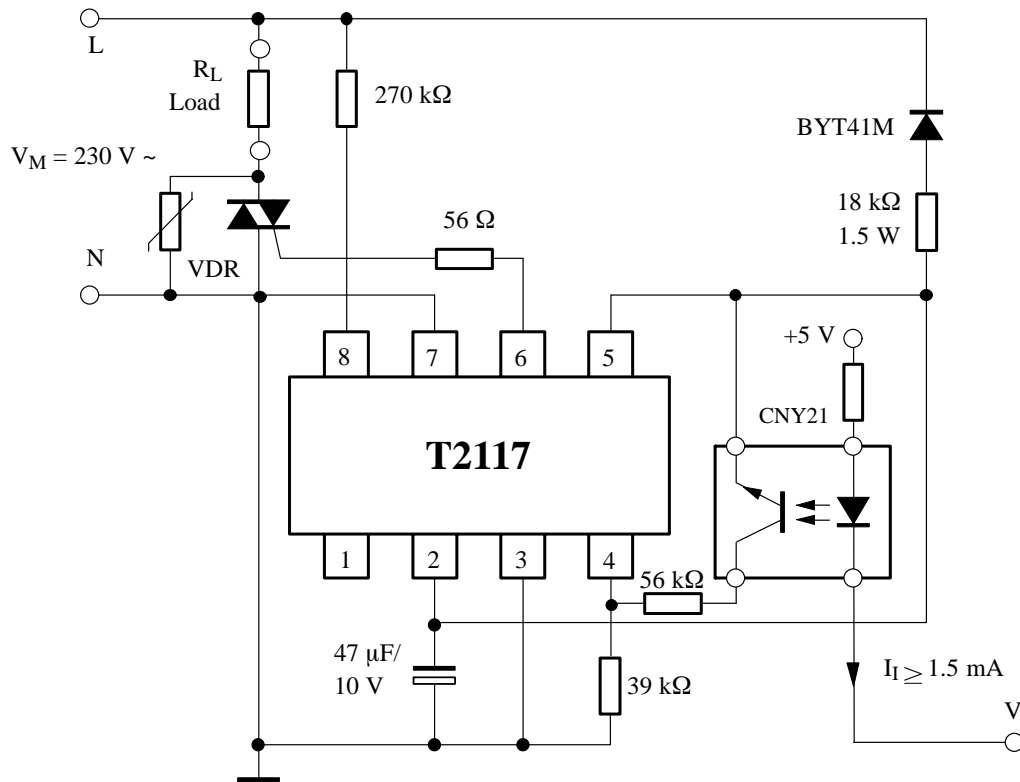 L
R_L
Load
270 kΩ
BYT41M
V_M = 230 V ~
18 kΩ
1.5 W
56 Ω
N
VDR
+5 V
8
7
6
5
CNY21
T2117
1
2
3
4
56 kΩ
47 μF/
10 V
39 kΩ
I_I ≥ 1.5 mA
V